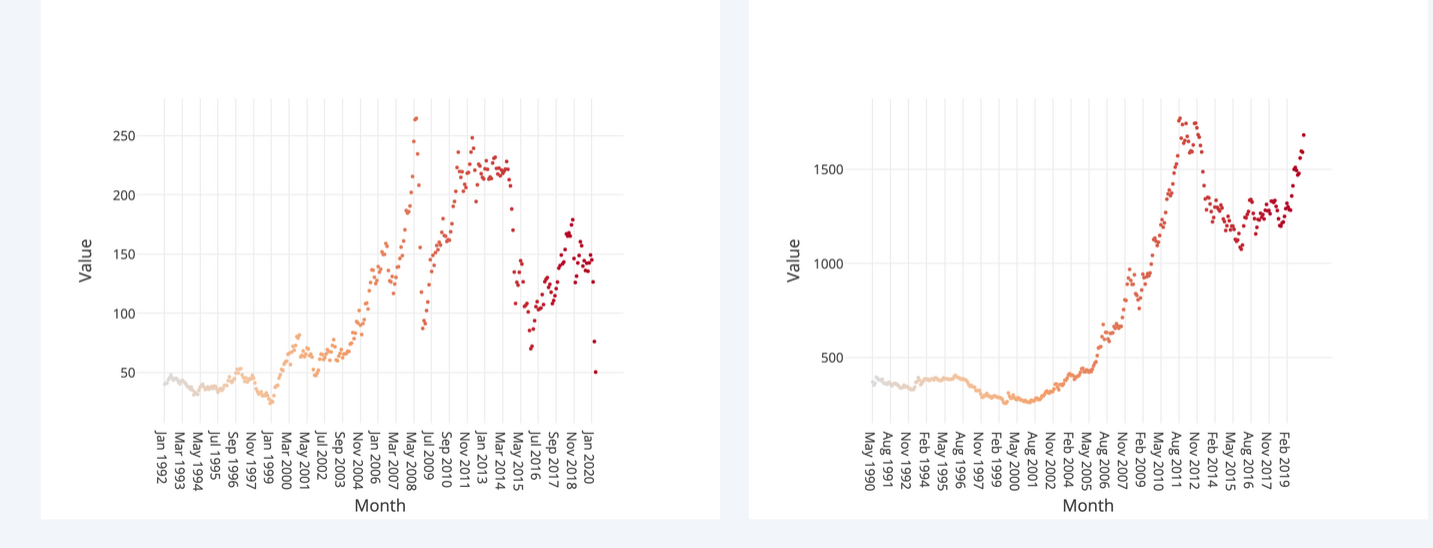 250
200
150
100
50
Value
Jan 1992
Mar 1993
May 1994
Jul 1995
Sep 1996
Nov 1997
Jan 1999
Mar 2000
May 2001
Jul 2002
Sep 2003
Nov 2004
Jan 2006
Mar 2007
May 2008
Jul 2009
Sep 2010
Nov 2011
Jan 2013
Mar 2014
May 2015
Jul 2016
Sep 2017
Nov 2018
Jan 2020
Month
1500
1000
500
Value
May 1990
Aug 1991
Nov 1992
Feb 1994
May 1995
Aug 1996
Nov 1997
Feb 1999
May 2000
Aug 2001
Nov 2002
Feb 2004
May 2005
Aug 2006
Nov 2007
Feb 2009
May 2010
Aug 2011
Nov 2012
Feb 2014
May 2015
Aug 2016
Nov 2017
Feb 2019
Month